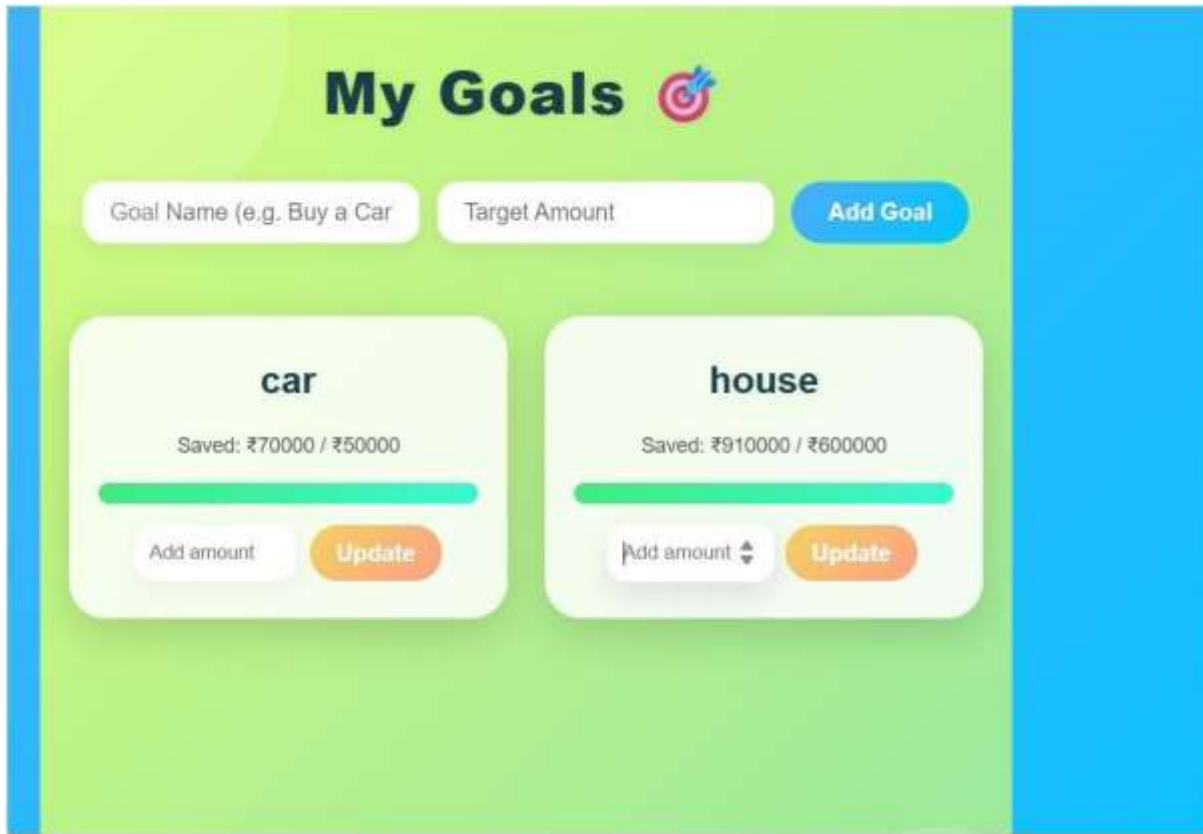 My Goals 🎯
Goal Name (e.g. Buy a Car
Target Amount
Add Goal
car
Saved: ₹70000 / ₹50000
Add amount
Update
house
Saved: ₹910000 / ₹600000
Add amount
Update